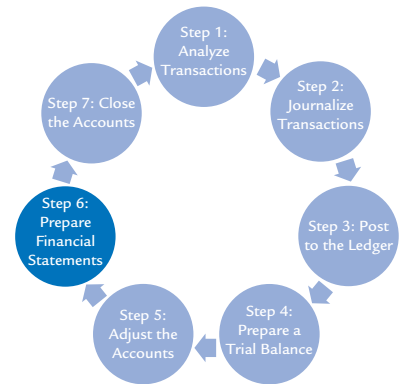 Step 1:
Analyze
Transactions
Step 2:
Journalize
Transactions
Step 3: Post
to the Ledger
Step 4:
Prepare a
Trial Balance
Step 5:
Adjust the
Accounts
Step 6:
Prepare
Financial
Statements
Step 7: Close
the Accounts